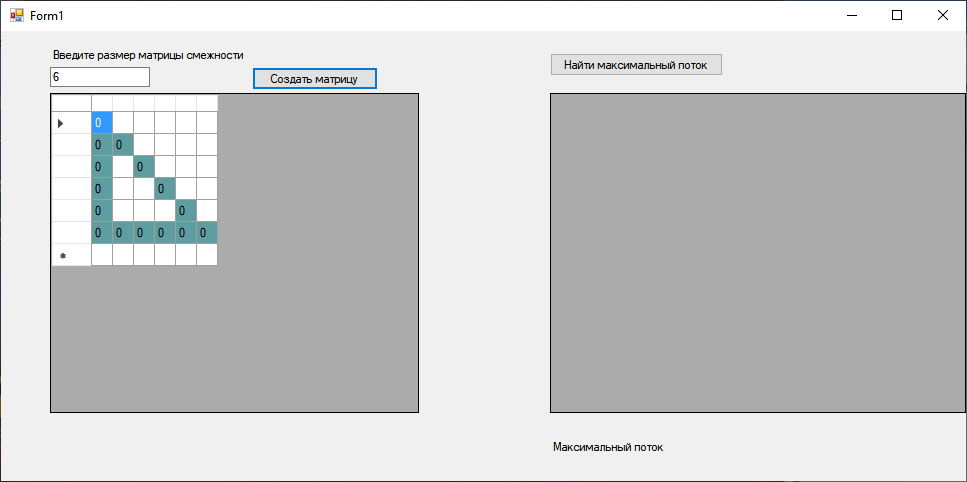 Form1
Введите размер матрицы смежности
6
Создать матрицу
Найти максимальный поток
0
0 0
0 0
0 0
0 0
0 0 0 0 0 0
Максимальный поток